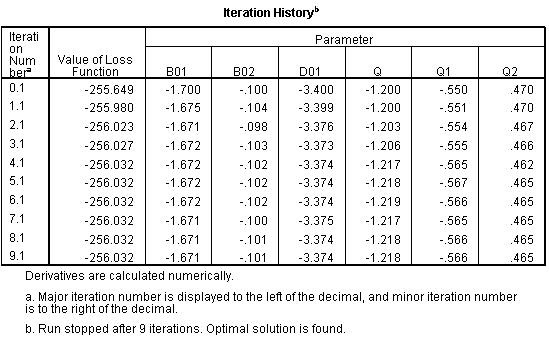 Iteration Historyb
Parameter
Iterati
on
Num
bera
Value of Loss
Function
B01 B02 D01 Q Q1 Q2
0.1 -255.649 -1.700 -.100 -3.400 -1.200 -.550 .470
1.1 -255.980 -1.675 -.104 -3.399 -1.200 -.551 .470
2.1 -256.023 -1.671 -.098 -3.376 -1.203 -.554 .467
3.1 -256.027 -1.672 -.103 -3.373 -1.206 -.555 .466
4.1 -256.032 -1.672 -.102 -3.374 -1.217 -.565 .462
5.1 -256.032 -1.672 -.102 -3.374 -1.218 -.567 .465
6.1 -256.032 -1.672 -.102 -3.374 -1.219 -.566 .465
7.1 -256.032 -1.671 -.100 -3.375 -1.217 -.565 .465
8.1 -256.032 -1.671 -.101 -3.374 -1.218 -.566 .465
9.1 -256.032 -1.671 -.101 -3.374 -1.218 -.566 .465
Derivatives are calculated numerically.
a. Major iteration number is displayed to the left of the decimal, and minor iteration number
is to the right of the decimal.
b. Run stopped after 9 iterations. Optimal solution is found.